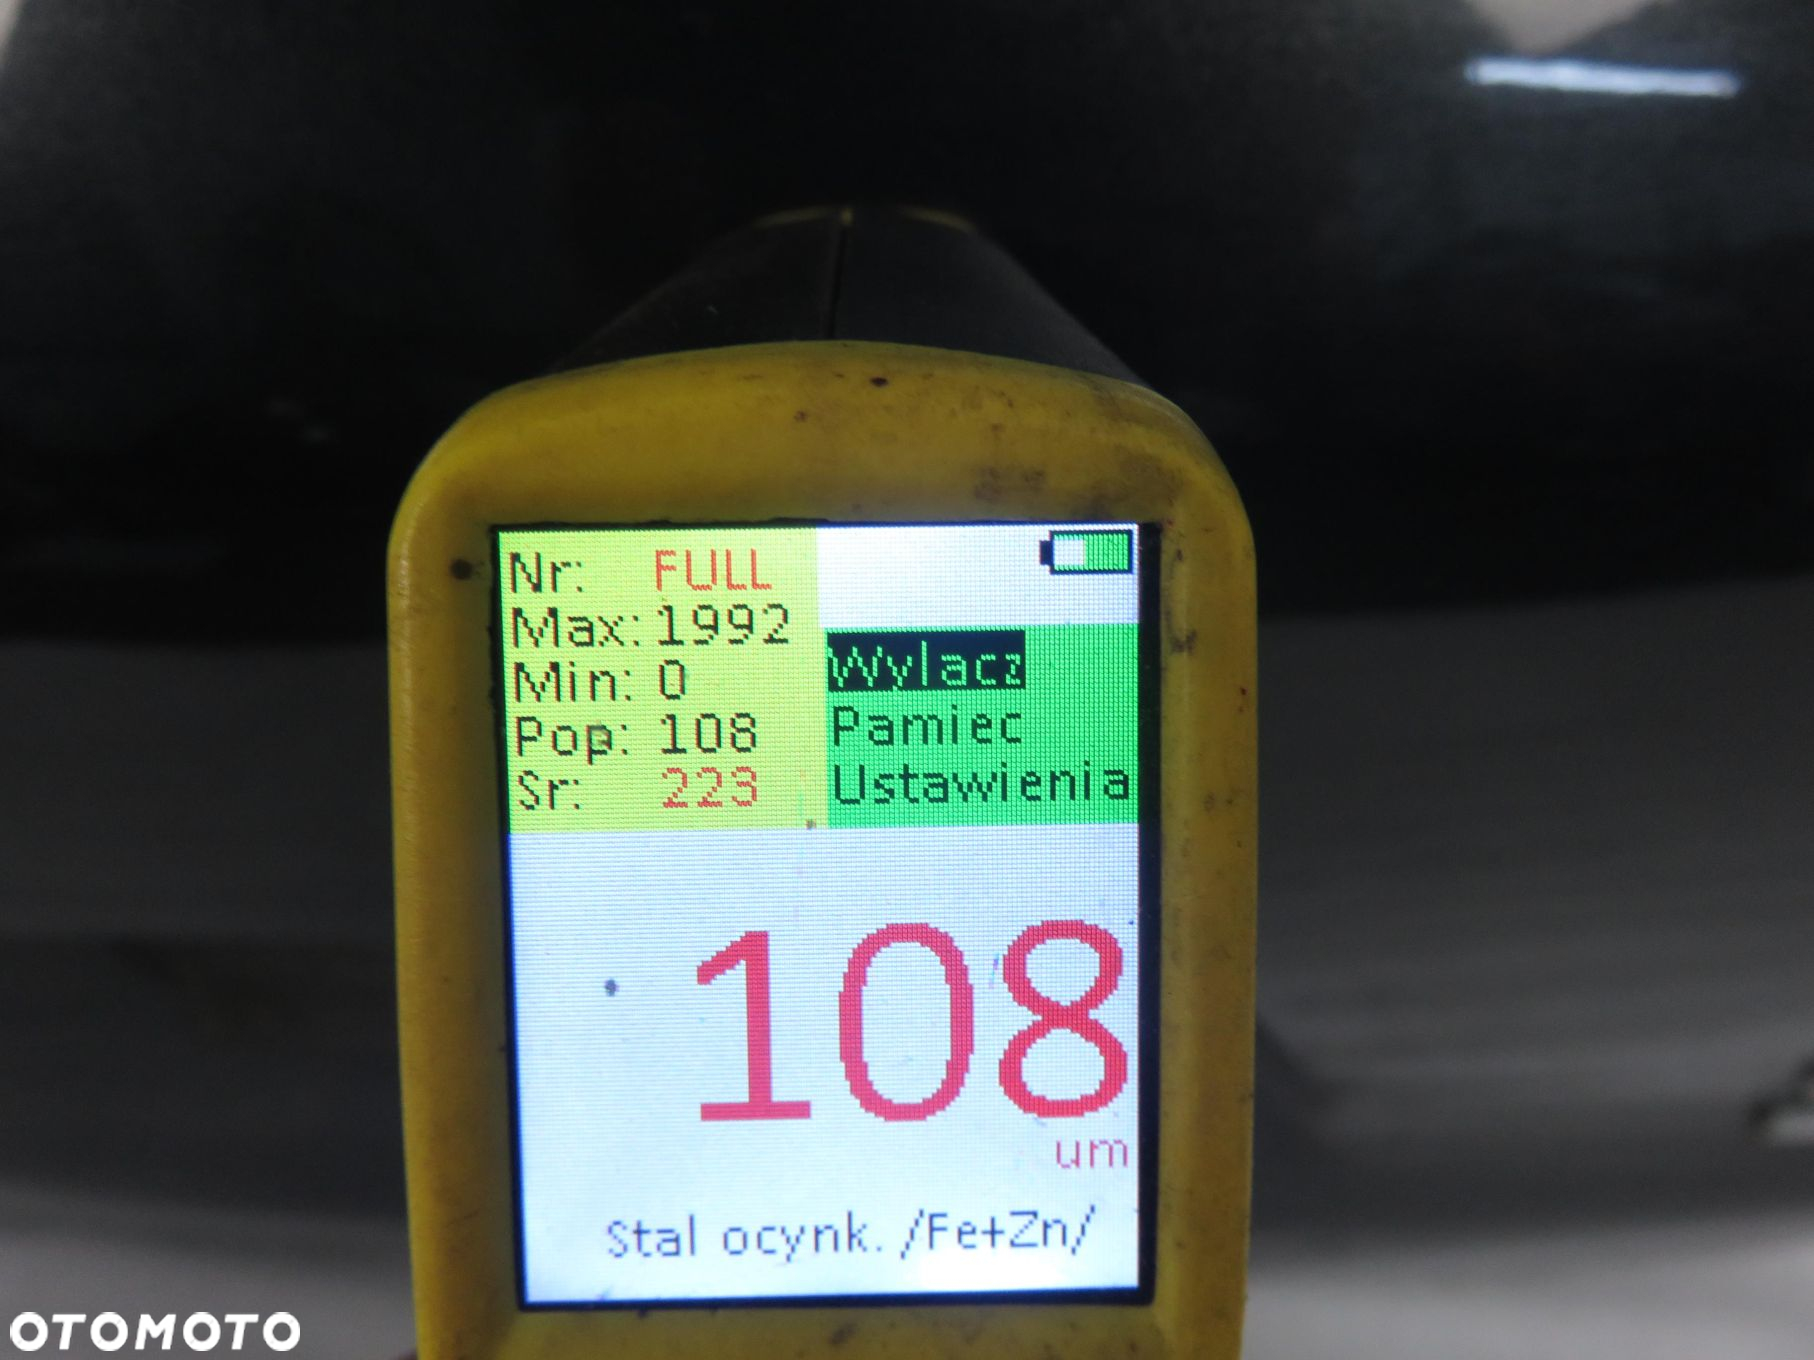 Nr: FULL
Max: 1992
Min: 0
Pop: 108
Sr: 223
Wylacz
Pamiec
Ustawienia
108
um
Stal ocynk. /Fe+Zn/
OTOMOTO